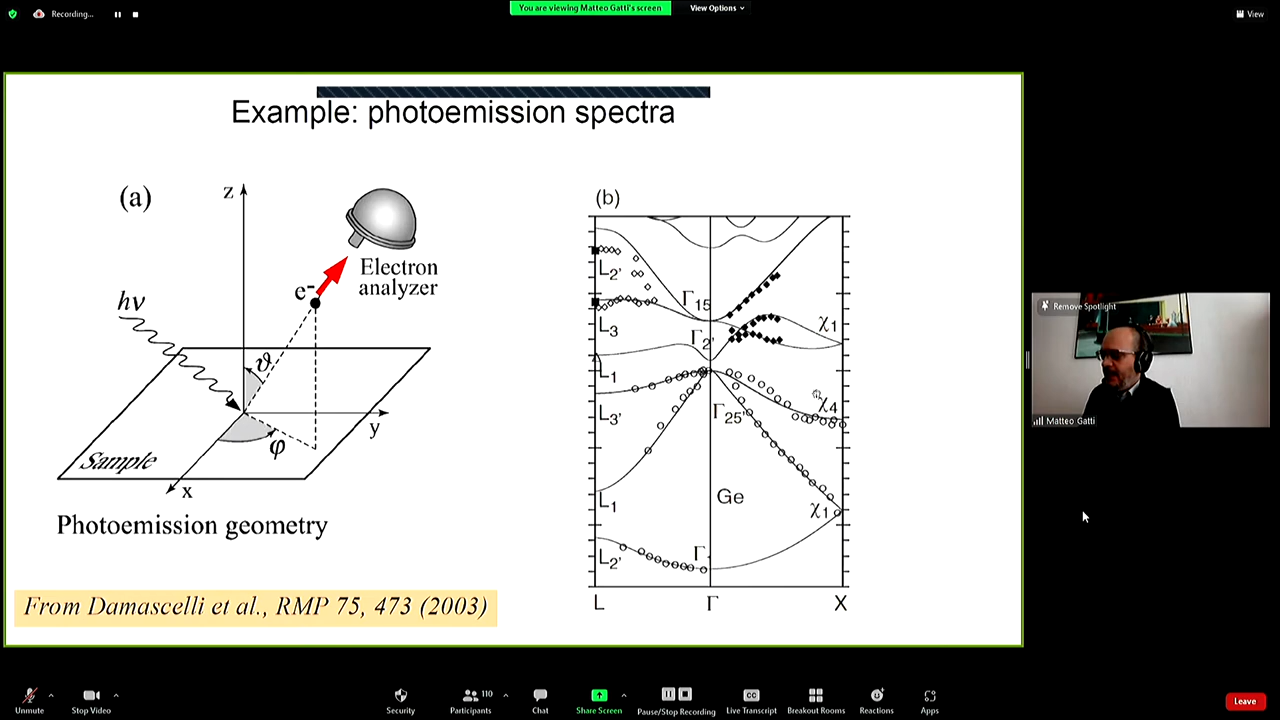 Recording...
You are viewing Matteo Gatti's screen
View Options
View
Example: photoemission spectra
(a)
z
hν
e-
Electron
analyzer
ϑ
φ
y
x
Sample
Photoemission geometry
From Damascelli et al., RMP 75, 473 (2003)
(b)
L2'
L3
L1
L3'
L1
L2'
Γ15
Γ2'
Γ25'
Γ
Ge
χ1
χ4
χ1
L Γ X
Remove Spotlight
Matteo Gatti
Unmute
Stop Video
Security
110
Participants
Chat
Share Screen
Pause/Stop Recording
CC
Live Transcript
Breakout Rooms
Reactions
Apps
Leave